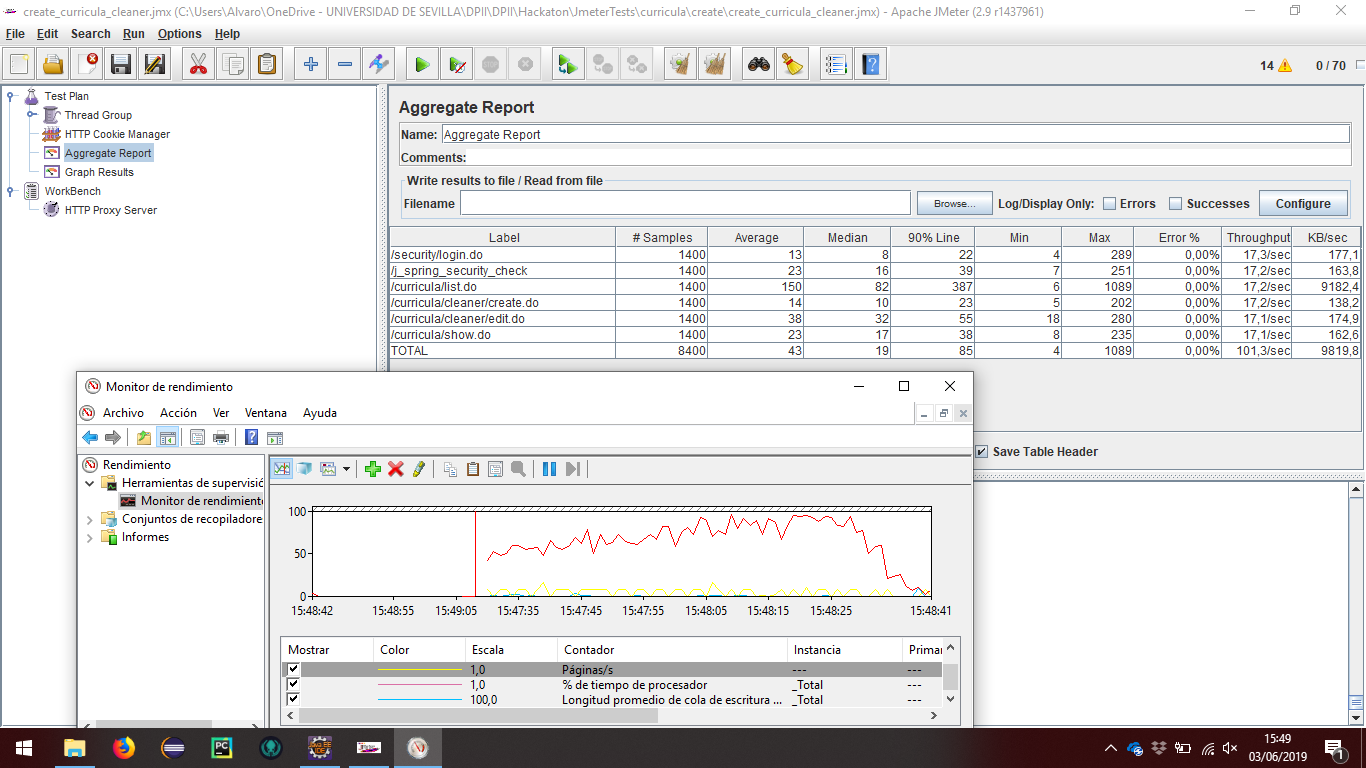 create_curricula_cleaner.jmx (C:\Users\Alvaro\OneDrive - UNIVERSIDAD DE SEVILLA\DPII\DPII\Hackaton\JmeterTests\curricula\create\create_curricula_cleaner.jmx) - Apache JMeter (2.9 r1437961)
File Edit Search Run Options Help
14 0 / 70
Test Plan
Thread Group
HTTP Cookie Manager
Aggregate Report
Graph Results
WorkBench
HTTP Proxy Server
Aggregate Report
Name: Aggregate Report
Comments:
Write results to file / Read from file
Filename Browse... Log/Display Only: Errors Successes Configure
Label # Samples Average Median 90% Line Min Max Error % Throughput KB/sec
/security/login.do 1400 13 8 22 4 289 0,00% 17,3/sec 177,1
/j_spring_security_check 1400 23 16 39 7 251 0,00% 17,2/sec 163,8
/curricula/list.do 1400 150 82 387 6 1089 0,00% 17,2/sec 9182,4
/curricula/cleaner/create.do 1400 14 10 23 5 202 0,00% 17,2/sec 138,2
/curricula/cleaner/edit.do 1400 38 32 55 18 280 0,00% 17,1/sec 174,9
/curricula/show.do 1400 23 17 38 8 235 0,00% 17,1/sec 162,6
TOTAL 8400 43 19 85 4 1089 0,00% 101,3/sec 9819,8
Save Table Header
Monitor de rendimiento
Archivo Acción Ver Ventana Ayuda
Rendimiento
Herramientas de supervisió
Monitor de rendimiento
Conjuntos de recopiladore
Informes
100
50
0
15:48:42 15:48:55 15:49:05 15:47:35 15:47:45 15:47:55 15:48:05 15:48:15 15:48:25 15:48:41
Mostrar Color Escala Contador Instancia Primar
1,0 Páginas/s --- ---
1,0 % de tiempo de procesador _Total ---
100,0 Longitud promedio de cola de escritura ... _Total ---
15:49
03/06/2019
1